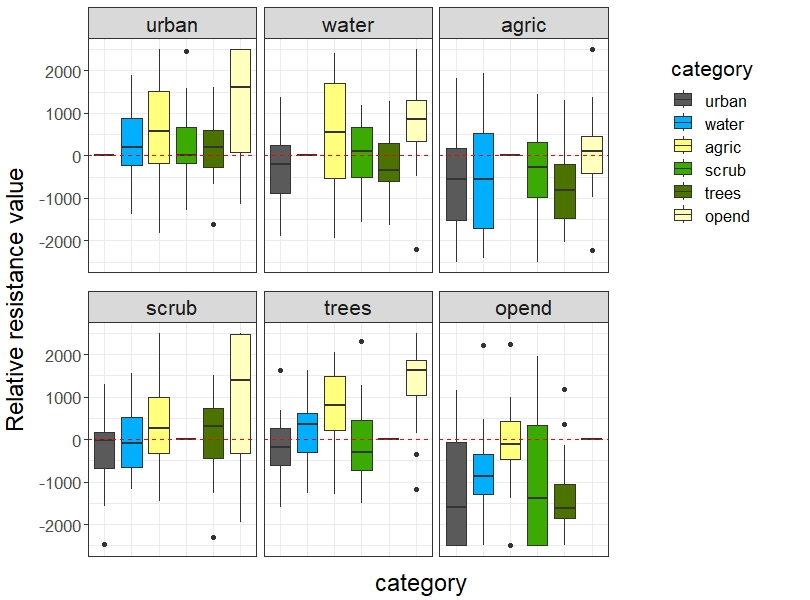 urban water agric
2000
1000
0
-1000
-2000
scrub trees opend
2000
1000
0
-1000
-2000
Relative resistance value
category
category
urban
water
agric
scrub
trees
opend